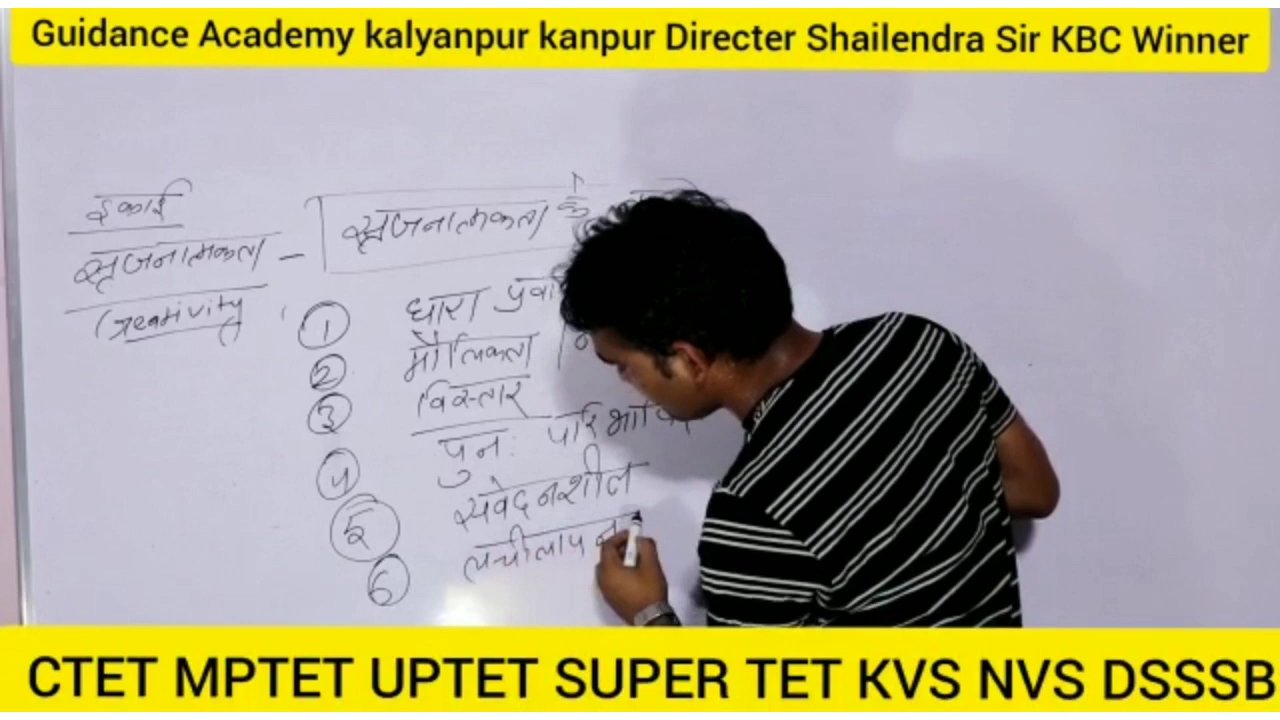 Guidance Academy kalyanpur kanpur Directer Shailendra Sir KBC Winner
इकाई
सृजनात्मकता - सृजनात्मकता के
Creativity
1 धारा प्रवा
2 मौलिकता
3 विस्तार
4 पुन: परिभाषि
5 संवेदनशील
6 लचीलापन
CTET MPTET UPTET SUPER TET KVS NVS DSSSB